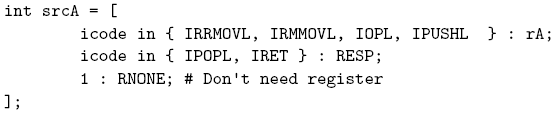 int srcA = [
        icode in { IRRMOVL, IRMMOVL, IOPL, IPUSHL  } : rA;
        icode in { IPOPL, IRET } : RESP;
        1 : RNONE; # Don't need register
];